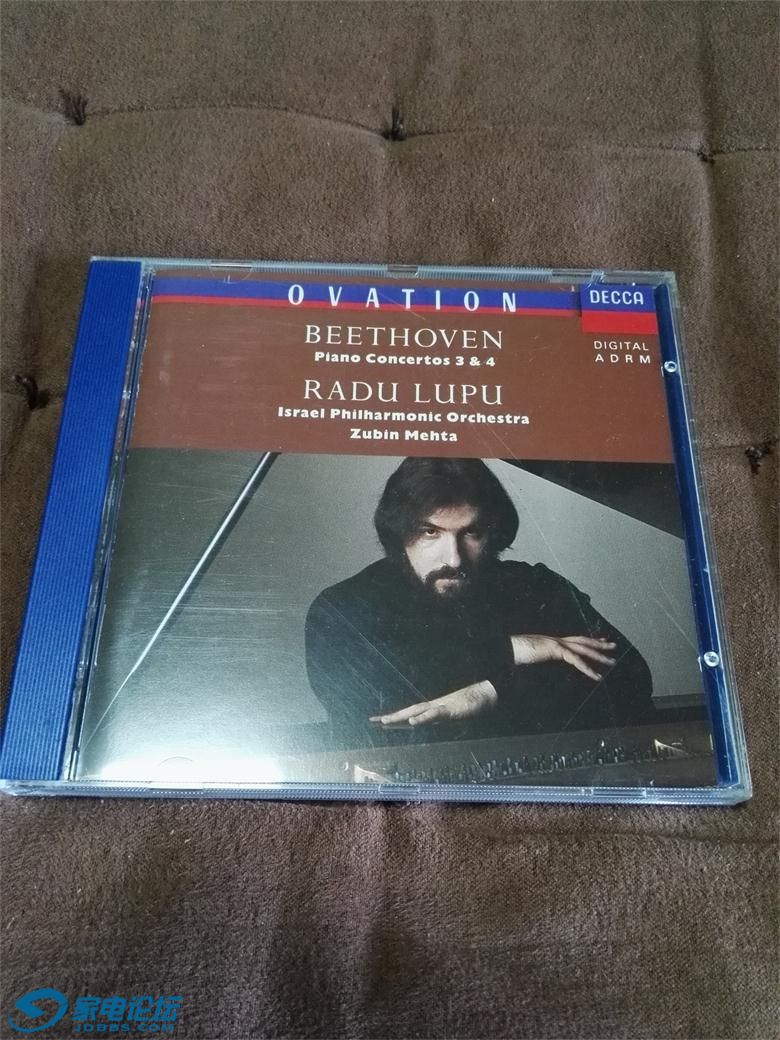 OVATION
DECCA
BEETHOVEN
Piano Concertos 3 & 4
DIGITAL
ADRM
RADU LUPU
Israel Philharmonic Orchestra
Zubin Mehta
家电论坛
JDBBS.COM